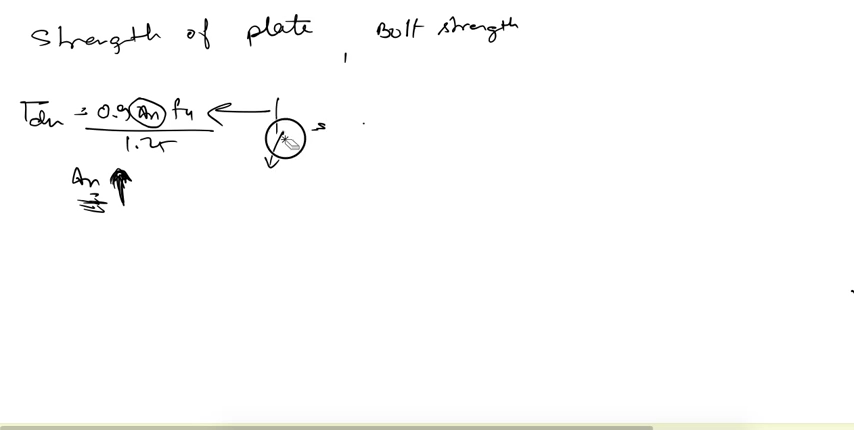 Strength of plate , Bolt strength
Tdn = 0.9 An fu
1.25
An